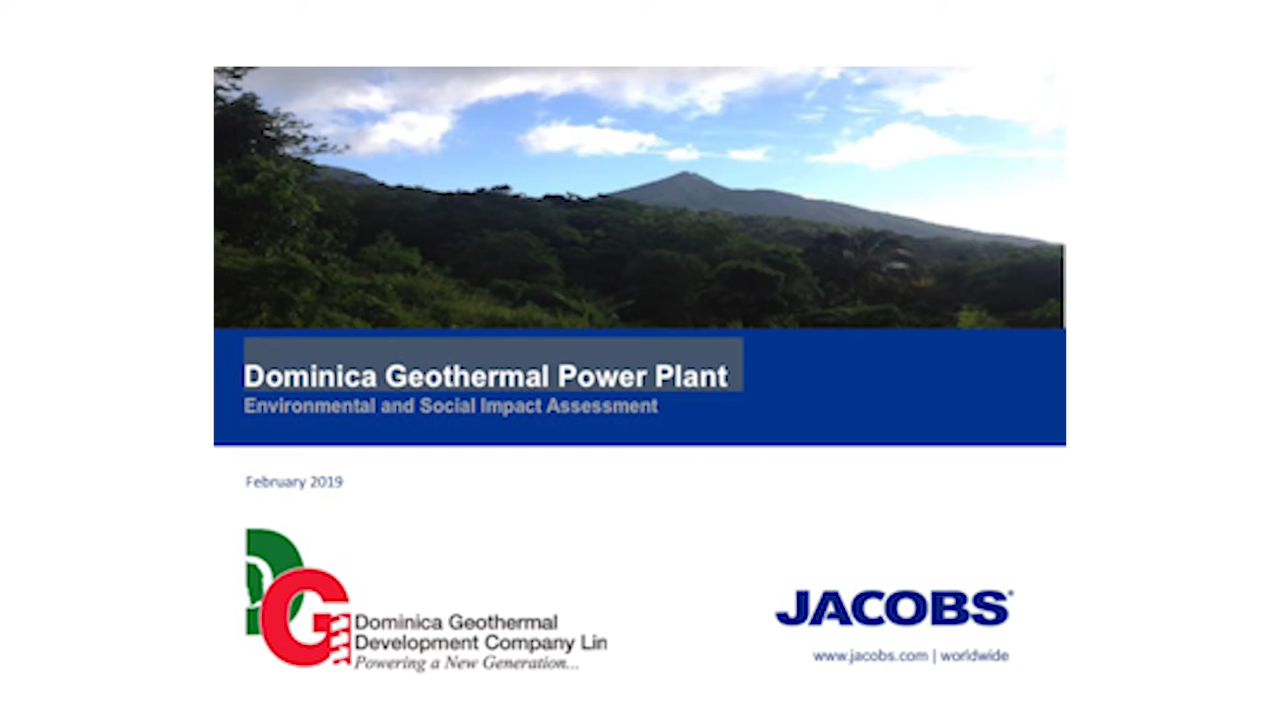 Dominica Geothermal Power Plant
Environmental and Social Impact Assessment
February 2019
DG
Dominica Geothermal
Development Company Lin
Powering a New Generation...
JACOBS
www.jacobs.com | worldwide